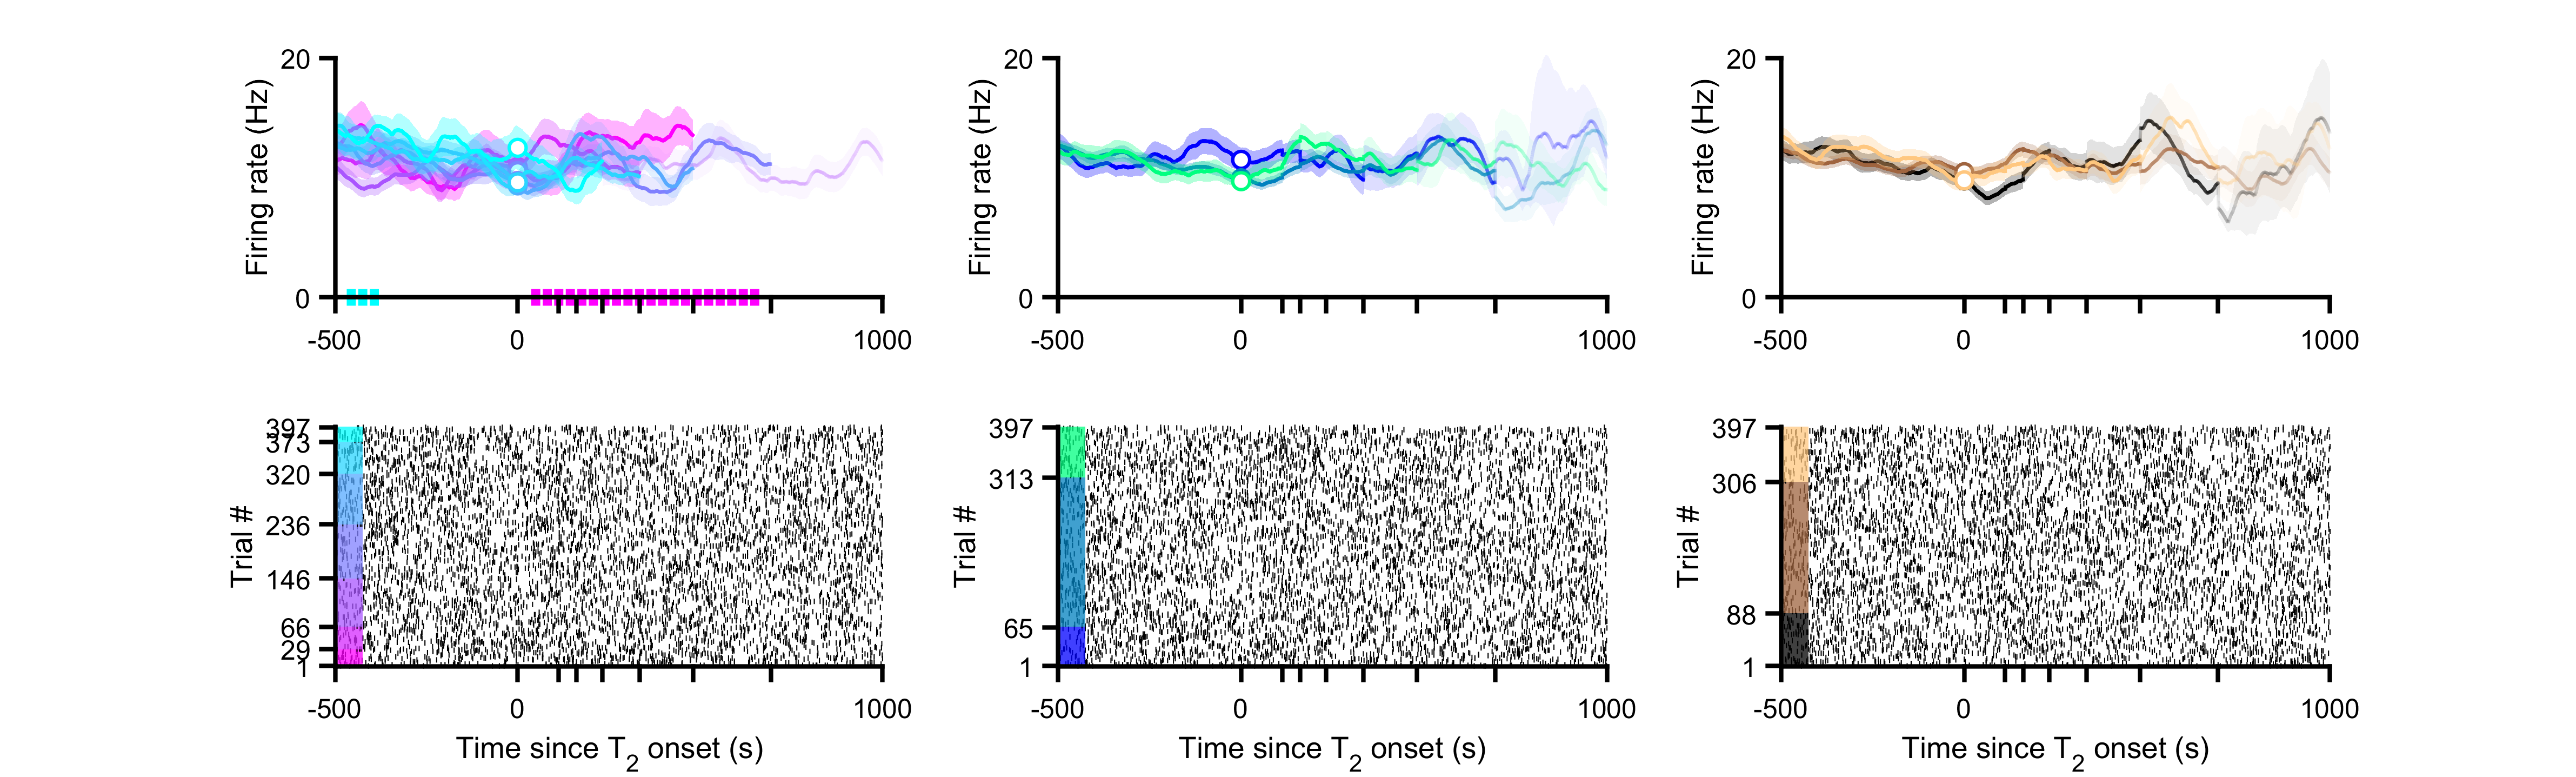 20
Firing rate (Hz)
0
-500 0 1000
20
Firing rate (Hz)
0
-500 0 1000
20
Firing rate (Hz)
0
-500 0 1000
397
373
320
236
146
66
29
1
Trial #
-500 0 1000
Time since T2 onset (s)
397
313
65
1
Trial #
-500 0 1000
Time since T2 onset (s)
397
306
88
1
Trial #
-500 0 1000
Time since T2 onset (s)